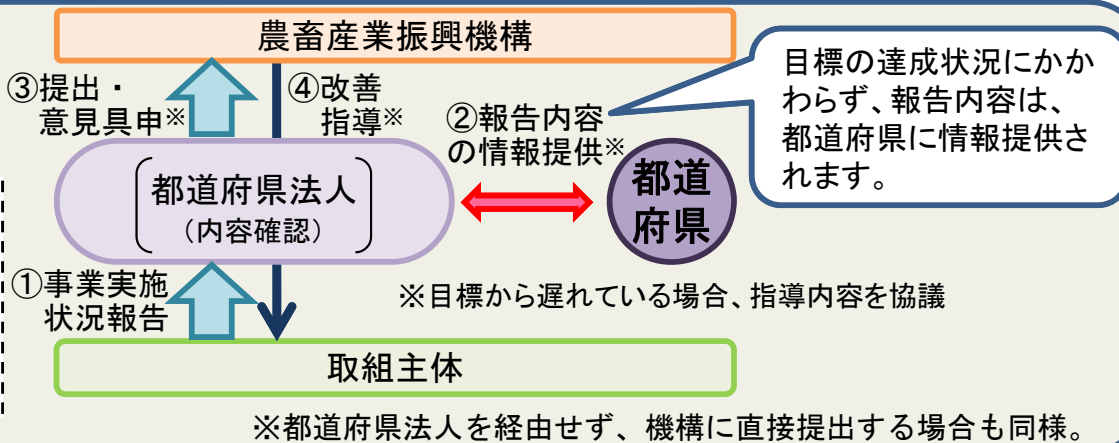 農畜産業振興機構
③提出・
意見具申※
④改善
指導※
②報告内容
の情報提供※
目標の達成状況にかか
わらず、報告内容は、
都道府県に情報提供さ
れます。
都道府県法人
（内容確認）
都道
府県
①事業実施
状況報告
※目標から遅れている場合、指導内容を協議
取組主体
※都道府県法人を経由せず、機構に直接提出する場合も同様。